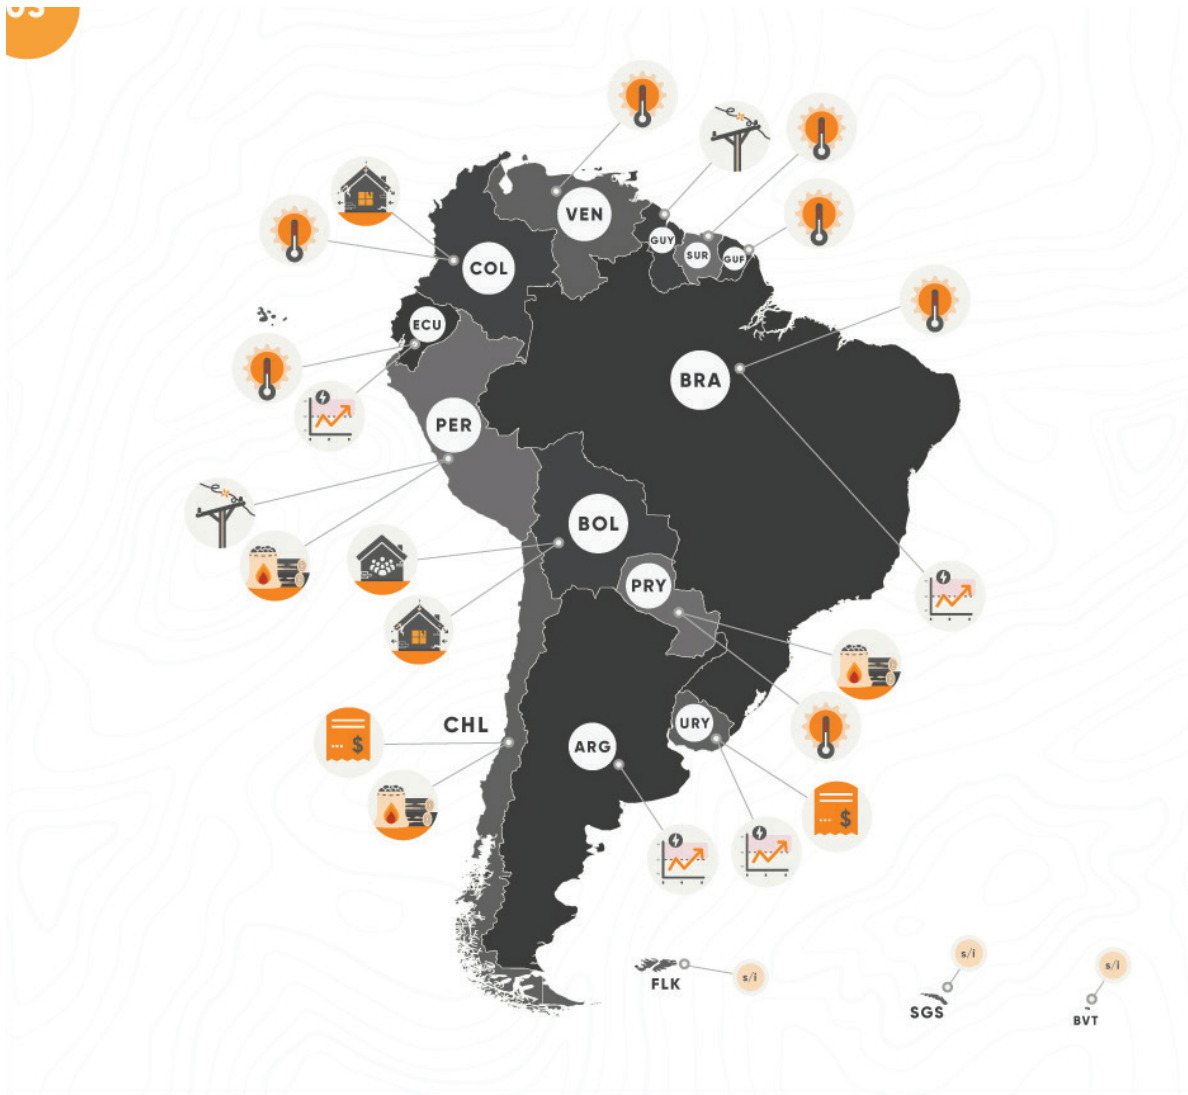 VEN
GUY
SUR
GUF
COL
ECU
BRA
PER
BOL
PRY
CHL
$
URY
ARG
$
s/i
s/i
s/i
FLK
SGS
BVT